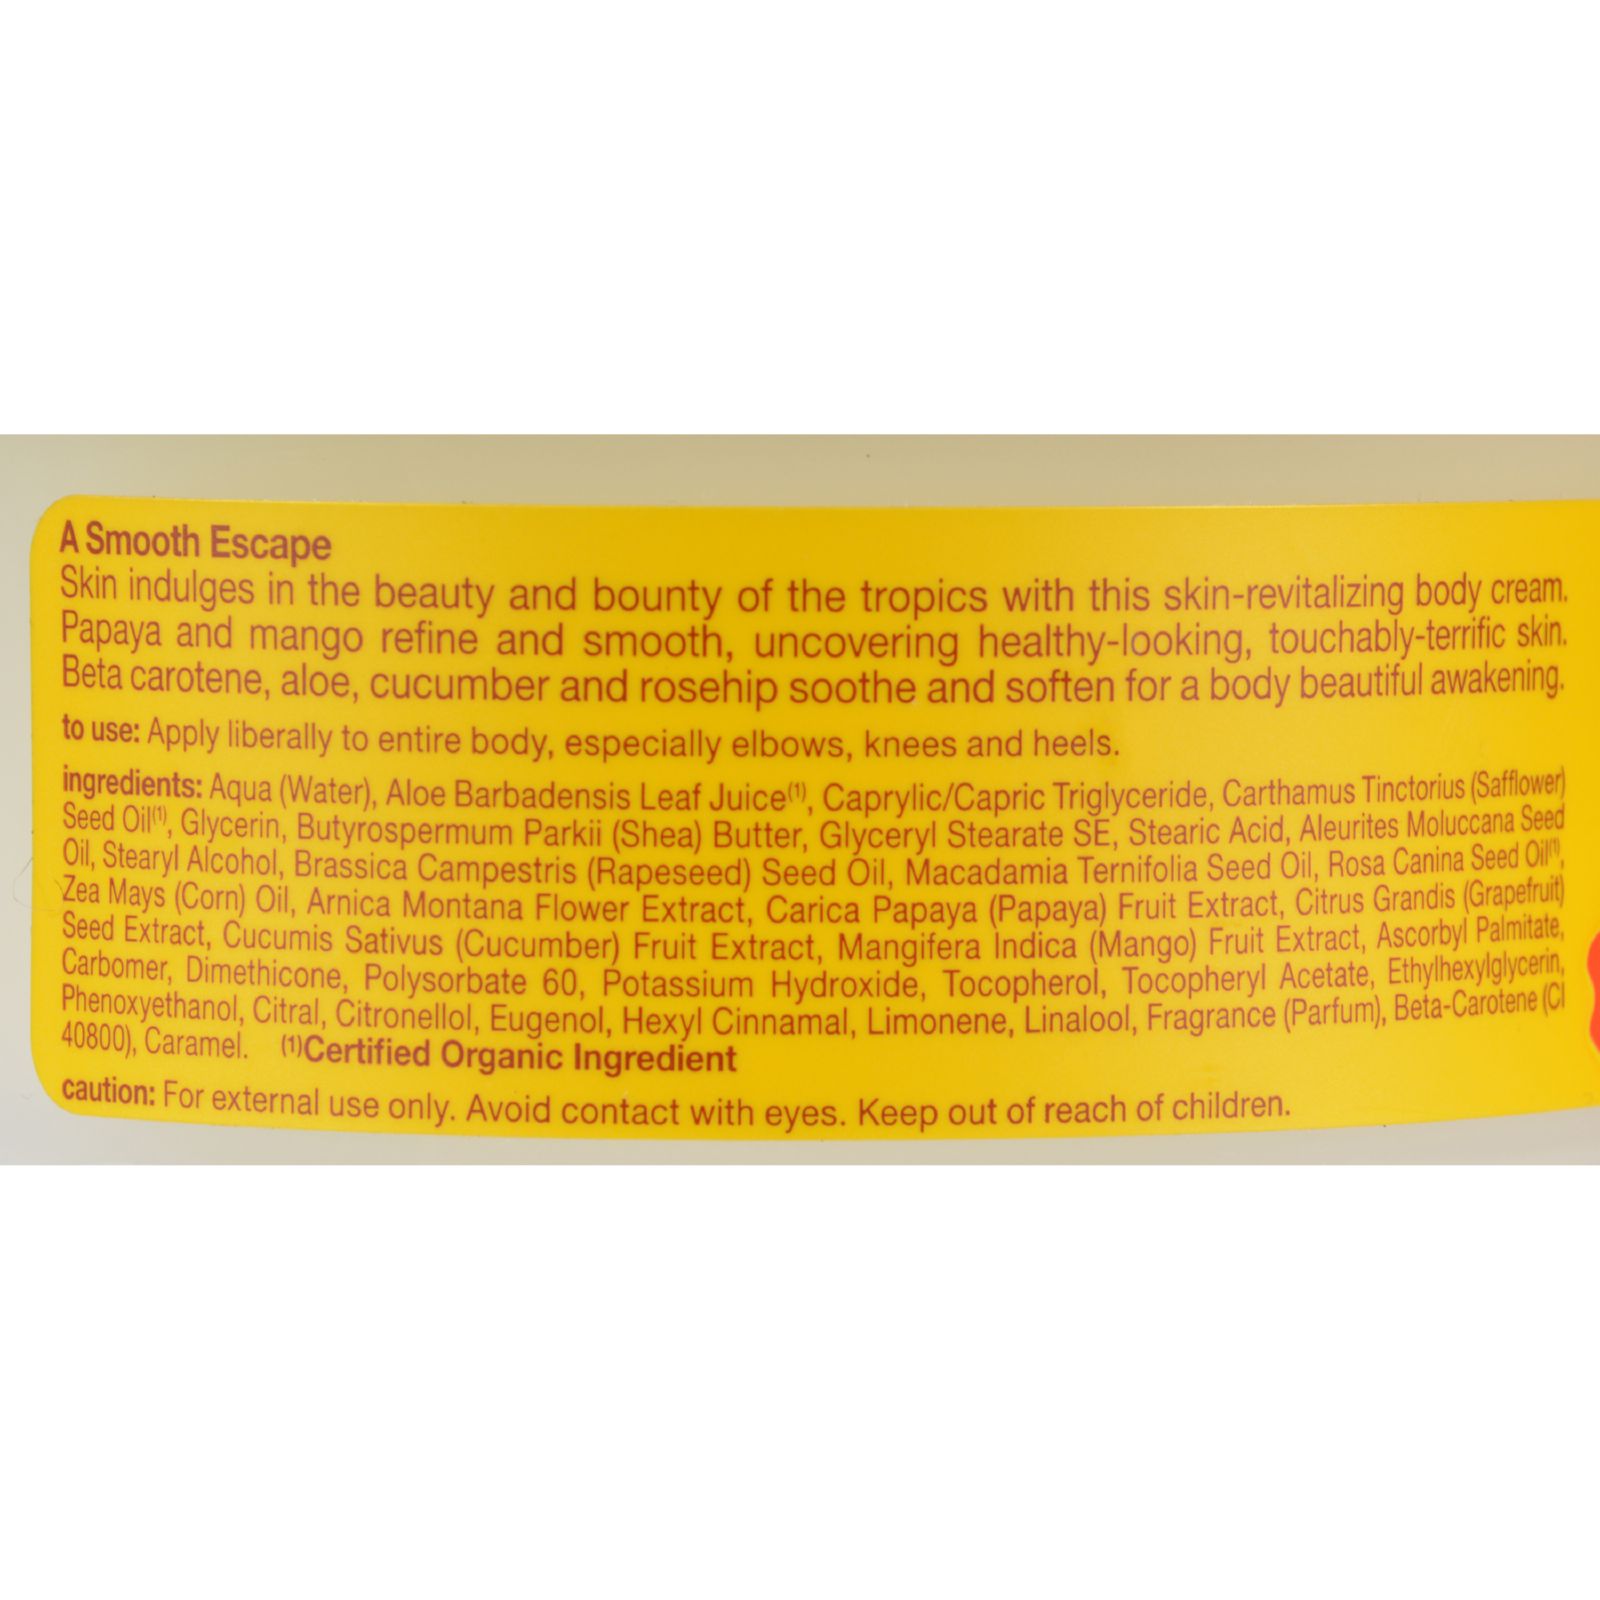 A Smooth Escape
Skin indulges in the beauty and bounty of the tropics with this skin-revitalizing body cream.
Papaya and mango refine and smooth, uncovering healthy-looking, touchably-terrific skin.
Beta carotene, aloe, cucumber and rosehip soothe and soften for a body beautiful awakening.
to use: Apply liberally to entire body, especially elbows, knees and heels.
ingredients: Aqua (Water), Aloe Barbadensis Leaf Juice(1), Caprylic/Capric Triglyceride, Carthamus Tinctorius (Safflower)
Seed Oil(1), Glycerin, Butyrospermum Parkii (Shea) Butter, Glyceryl Stearate SE, Stearic Acid, Aleurites Moluccana Seed
Oil, Stearyl Alcohol, Brassica Campestris (Rapeseed) Seed Oil, Macadamia Ternifolia Seed Oil, Rosa Canina Seed Oil(1),
Zea Mays (Corn) Oil, Arnica Montana Flower Extract, Carica Papaya (Papaya) Fruit Extract, Citrus Grandis (Grapefruit)
Seed Extract, Cucumis Sativus (Cucumber) Fruit Extract, Mangifera Indica (Mango) Fruit Extract, Ascorbyl Palmitate,
Carbomer, Dimethicone, Polysorbate 60, Potassium Hydroxide, Tocopherol, Tocopheryl Acetate, Ethylhexylglycerin,
Phenoxyethanol, Citral, Citronellol, Eugenol, Hexyl Cinnamal, Limonene, Linalool, Fragrance (Parfum), Beta-Carotene (CI
40800), Caramel. (1)Certified Organic Ingredient
caution: For external use only. Avoid contact with eyes. Keep out of reach of children.